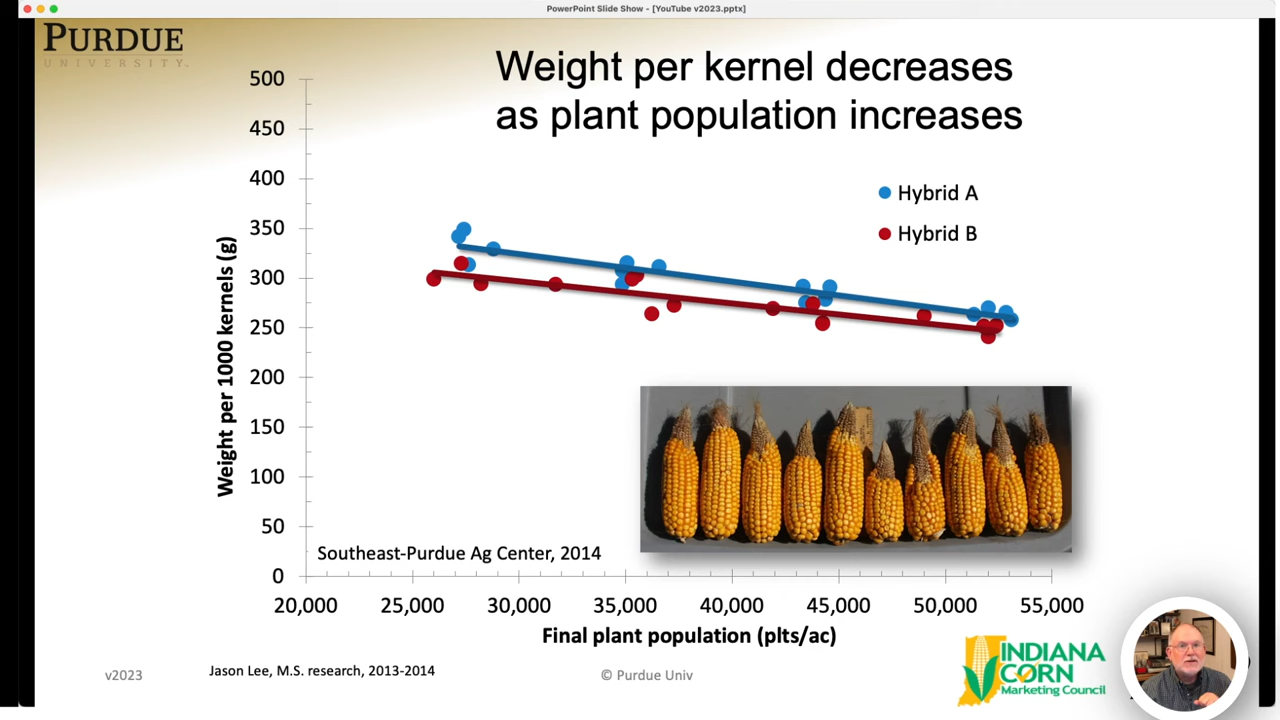 PowerPoint Slide Show - [YouTube v2023.pptx]
PURDUE
UNIVERSITY.
Weight per kernel decreases
as plant population increases
500
450
400
350
300
250
200
150
100
50
0
Weight per 1000 kernels (g)
Hybrid A
Hybrid B
Southeast-Purdue Ag Center, 2014
20,000 25,000 30,000 35,000 40,000 45,000 50,000 55,000
Final plant population (plts/ac)
v2023
Jason Lee, M.S. research, 2013-2014
© Purdue Univ
INDIANA
CORN
Marketing Council